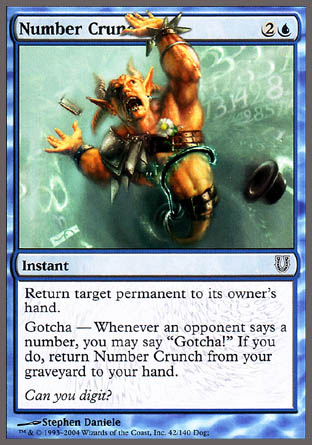 Number Crun 2
Instant
Return target permanent to its owner's
hand.
Gotcha — Whenever an opponent says a
number, you may say "Gotcha!" If you
do, return Number Crunch from your
graveyard to your hand.
Can you digit?
Stephen Daniele
™ & © 1993–2004 Wizards of the Coast, Inc. 42/140 Dog;